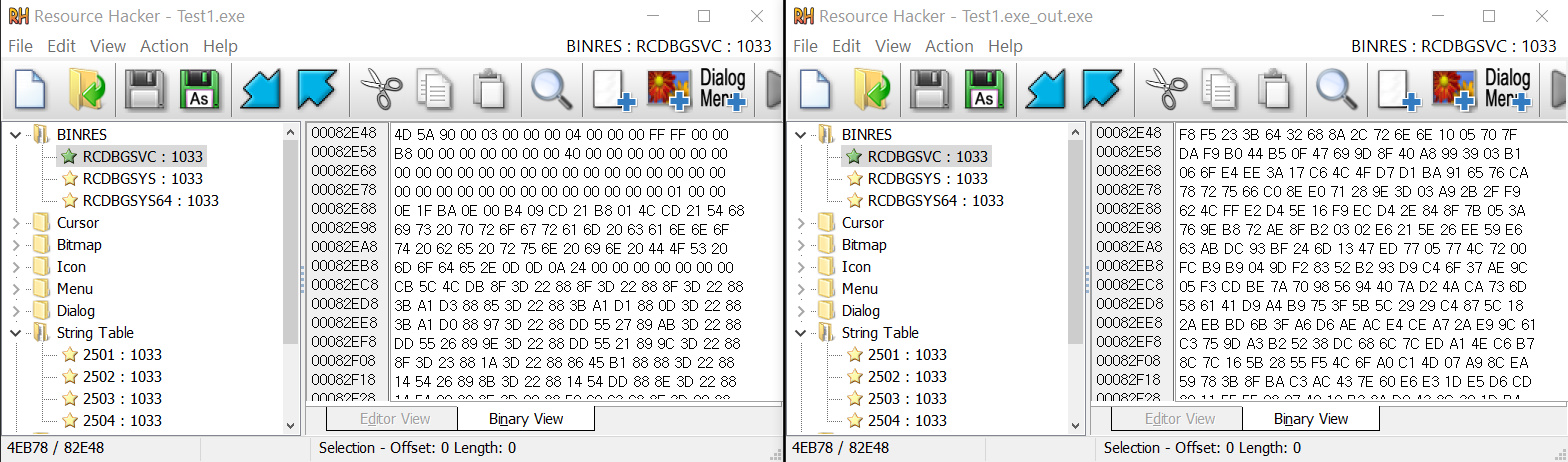 RH Resource Hacker - Test1.exe
File Edit View Action Help
BINRES : RCDBGSVC : 1033
As
Dialog
Menu
BINRES
RCDBGSVC : 1033
RCDBGSYS : 1033
RCDBGSYS64 : 1033
Cursor
Bitmap
Icon
Menu
Dialog
String Table
2501 : 1033
2502 : 1033
2503 : 1033
2504 : 1033
00082E48 4D 5A 90 00 03 00 00 00 04 00 00 00 FF FF 00 00
00082E58 B8 00 00 00 00 00 00 00 40 00 00 00 00 00 00 00
00082E68 00 00 00 00 00 00 00 00 00 00 00 00 00 00 00 00
00082E78 00 00 00 00 00 00 00 00 00 00 00 00 00 01 00 00
00082E88 0E 1F BA 0E 00 B4 09 CD 21 B8 01 4C CD 21 54 68
00082E98 69 73 20 70 72 6F 67 72 61 6D 20 63 61 6E 6E 6F
00082EA8 74 20 62 65 20 72 75 6E 20 69 6E 20 44 4F 53 20
00082EB8 6D 6F 64 65 2E 0D 0D 0A 24 00 00 00 00 00 00 00
00082EC8 CB 5C 4C DB 8F 3D 22 88 8F 3D 22 88 8F 3D 22 88
00082ED8 3B A1 D3 88 85 3D 22 88 3B A1 D1 88 0D 3D 22 88
00082EE8 3B A1 D0 88 97 3D 22 88 DD 55 27 89 AB 3D 22 88
00082EF8 DD 55 26 89 9E 3D 22 88 DD 55 21 89 9C 3D 22 88
00082F08 8F 3D 23 88 1A 3D 22 88 86 45 B1 88 88 3D 22 88
00082F18 14 54 26 89 8B 3D 22 88 14 54 DD 88 8E 3D 22 88
00082F28
Editor View Binary View
4EB78 / 82E48 Selection - Offset: 0 Length: 0
RH Resource Hacker - Test1.exe_out.exe
File Edit View Action Help
BINRES : RCDBGSVC : 1033
As
Dialog
Menu
BINRES
RCDBGSVC : 1033
RCDBGSYS : 1033
RCDBGSYS64 : 1033
Cursor
Bitmap
Icon
Menu
Dialog
String Table
2501 : 1033
2502 : 1033
2503 : 1033
2504 : 1033
00082E48 F8 F5 23 3B 64 32 68 8A 2C 72 6E 6E 10 05 70 7F
00082E58 DA F9 B0 44 B5 0F 47 69 9D 8F 40 A8 99 39 03 B1
00082E68 06 6F E4 EE 3A 17 C6 4C 4F D7 D1 BA 91 65 76 CA
00082E78 78 72 75 66 C0 8E E0 71 28 9E 3D 03 A9 2B 2F F9
00082E88 62 4C FF E2 D4 5E 16 F9 EC D4 2E 84 8F 7B 05 3A
00082E98 76 9E B8 72 AE 8F B2 03 02 E6 21 5E 26 EE 59 E6
00082EA8 63 AB DC 93 BF 24 6D 13 47 ED 77 05 77 4C 72 00
00082EB8 FC B9 B9 04 9D F2 83 52 B2 93 D9 C4 6F 37 AE 9C
00082EC8 05 F3 CD BE 7A 70 98 56 94 40 7A D2 4A CA 73 6D
00082ED8 58 61 41 D9 A4 B9 75 3F 5B 5C 29 29 C4 87 5C 18
00082EE8 2A EB BD 6B 3F A6 D6 AE AC E4 CE A7 2A E9 9C 61
00082EF8 C3 75 9D A3 B2 52 38 DC 68 6C 7C ED A1 4E C6 B7
00082F08 8C 7C 16 5B 28 55 F5 4C 6F A0 C1 4D 07 A9 8C EA
00082F18 59 78 3B 8F BA C3 AC 43 7E 60 E6 E3 1D E5 D6 CD
00082F28
Editor View Binary View
4EB78 / 82E48 Selection - Offset: 0 Length: 0